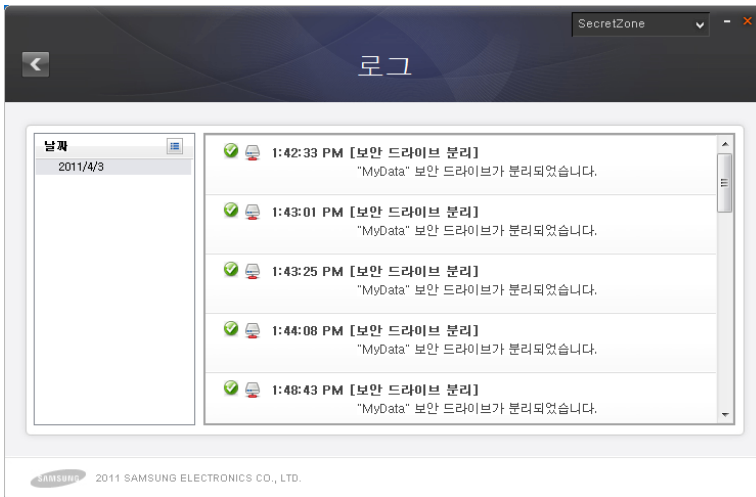 SecretZone
로그
날짜
2011/4/3
1:42:33 PM [보안 드라이브 분리]
"MyData" 보안 드라이브가 분리되었습니다.
1:43:01 PM [보안 드라이브 분리]
"MyData" 보안 드라이브가 분리되었습니다.
1:43:25 PM [보안 드라이브 분리]
"MyData" 보안 드라이브가 분리되었습니다.
1:44:08 PM [보안 드라이브 분리]
"MyData" 보안 드라이브가 분리되었습니다.
1:48:43 PM [보안 드라이브 분리]
"MyData" 보안 드라이브가 분리되었습니다.
SAMSUNG 2011 SAMSUNG ELECTRONICS CO., LTD.